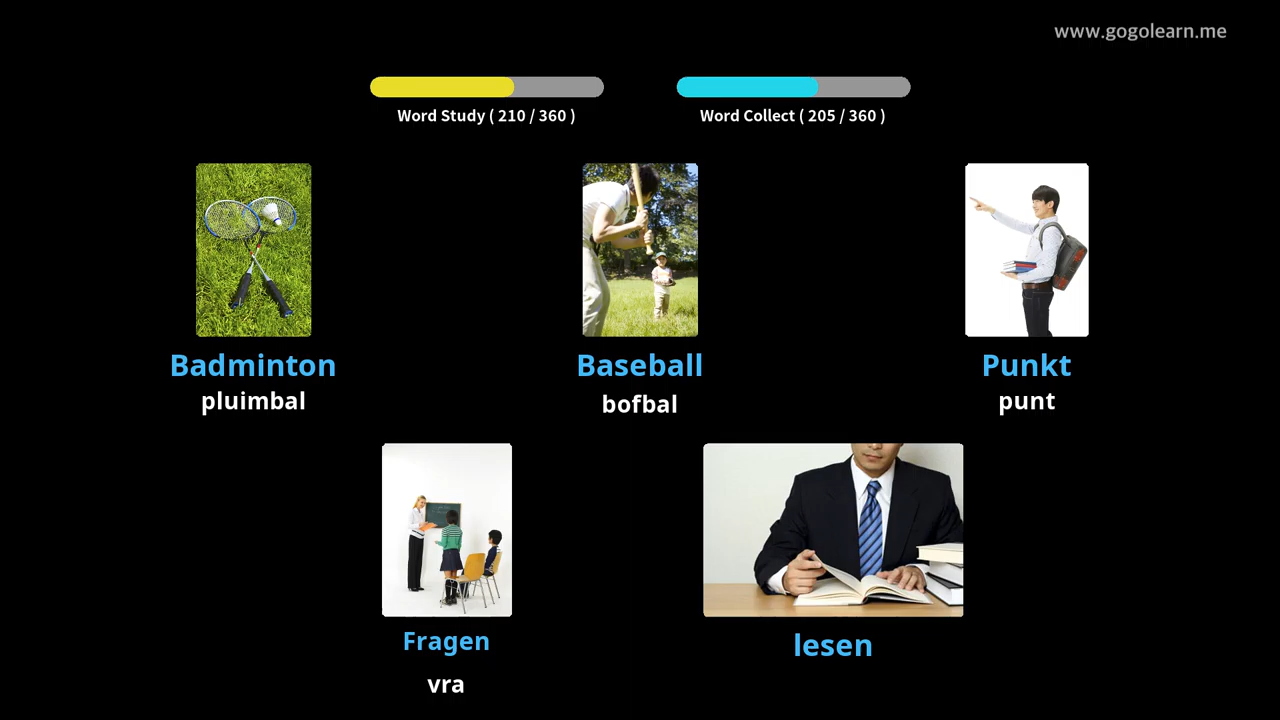 www.gogolearn.me
Word Study ( 210 / 360 )
Word Collect ( 205 / 360 )
Badminton
pluimbal
Baseball
bofbal
Punkt
punt
Fragen
vra
lesen